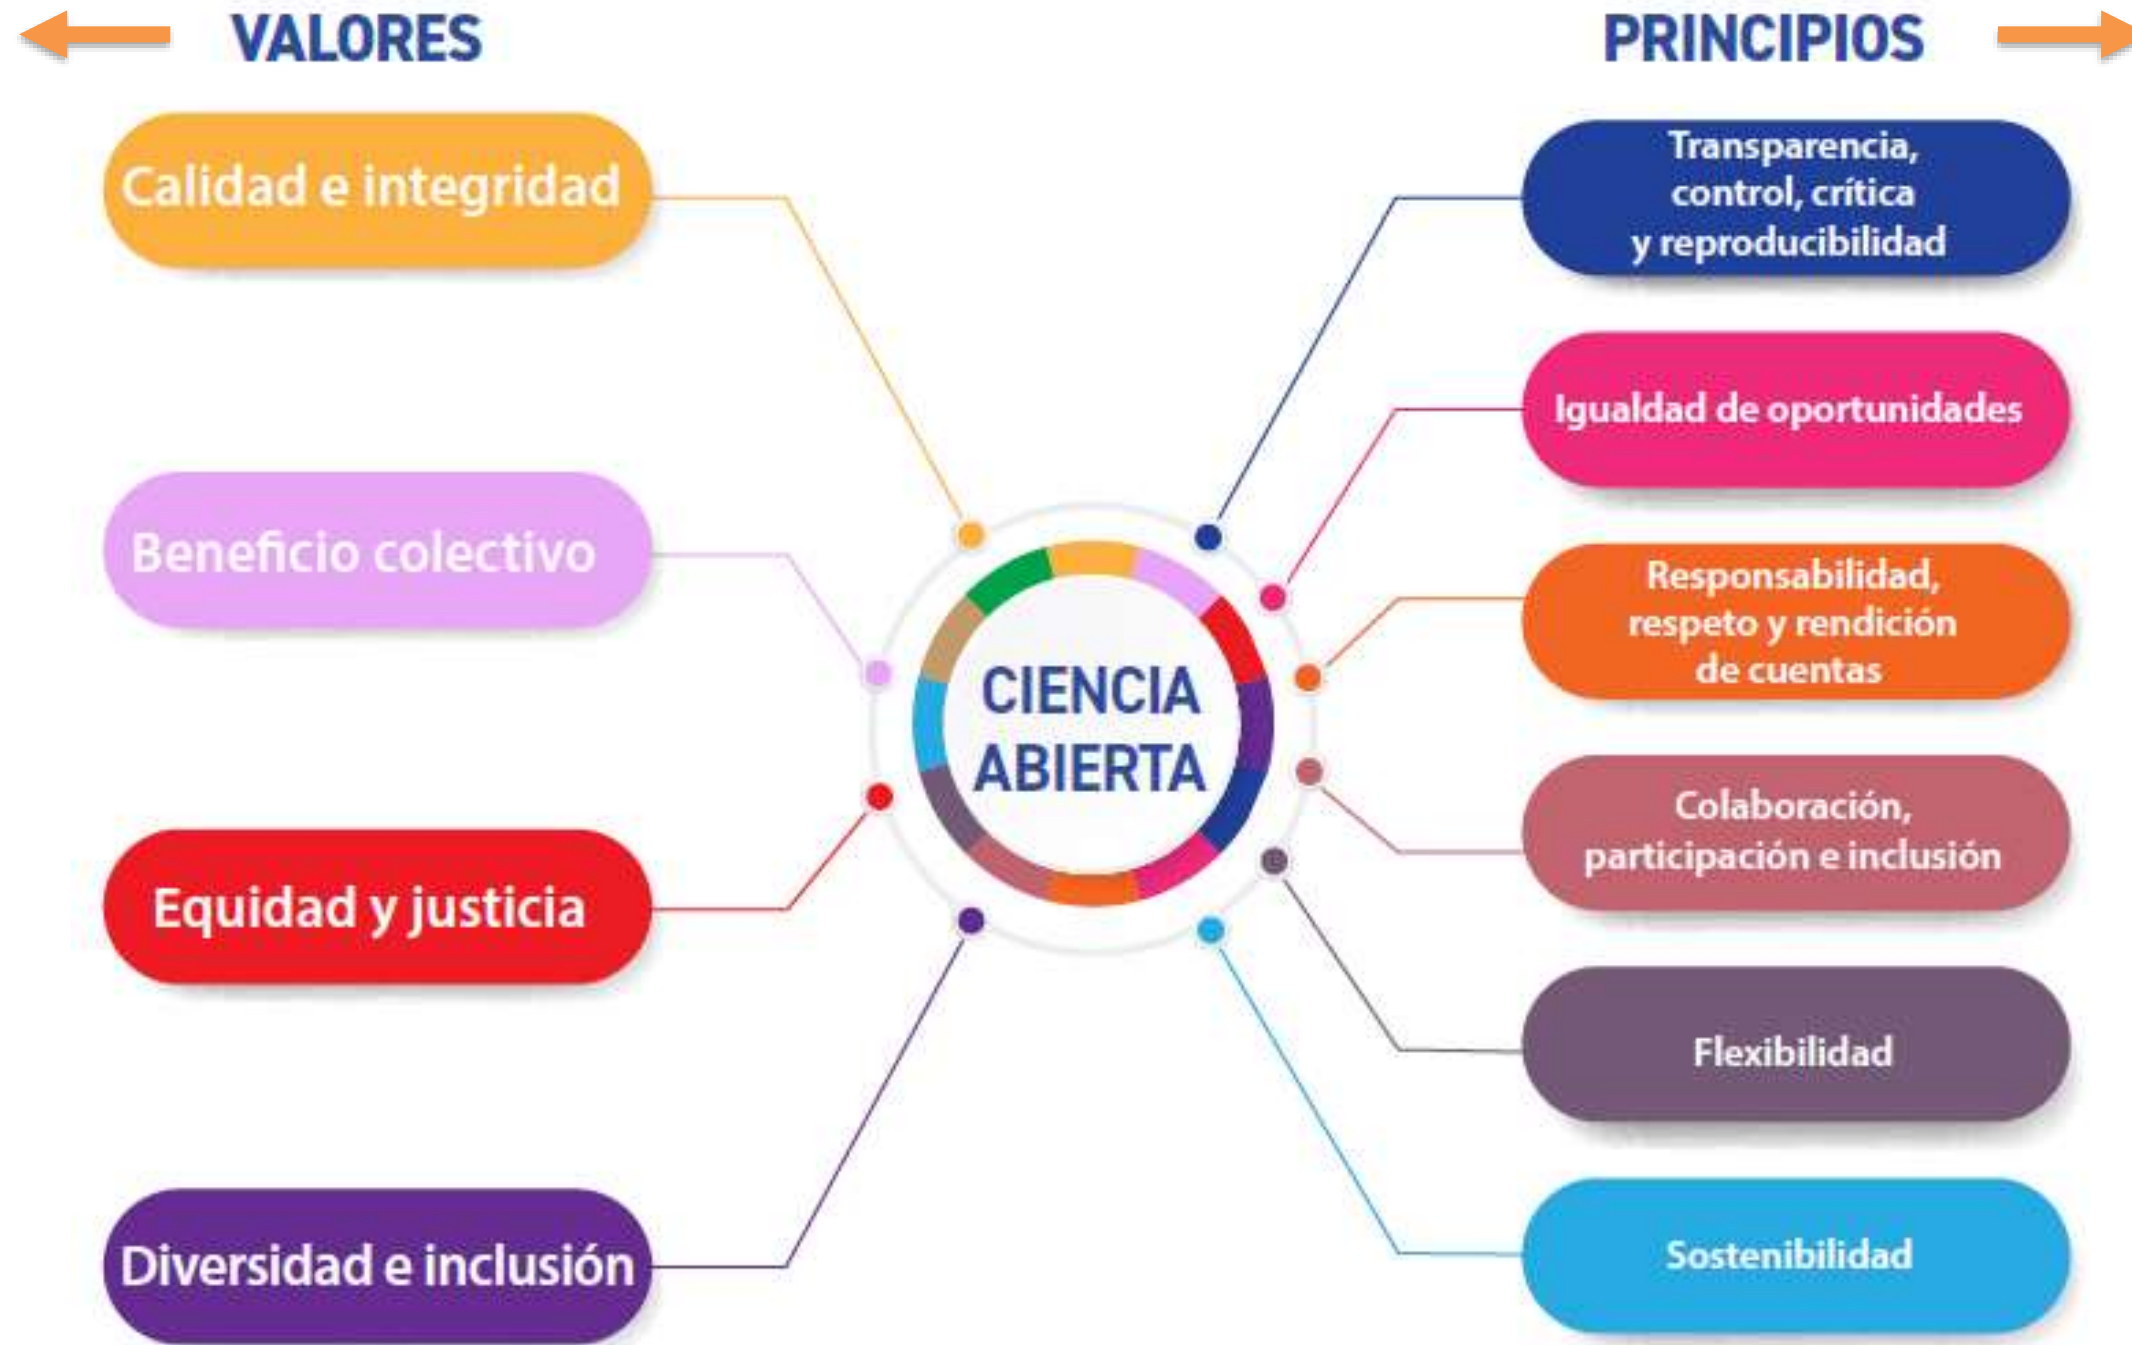 VALORES
Calidad e integridad
Beneficio colectivo
Equidad y justicia
Diversidad e inclusión
CIENCIA
ABIERTA
PRINCIPIOS
Transparencia,
control, crítica
y reproducibilidad
Igualdad de oportunidades
Responsabilidad,
respeto y rendición
de cuentas
Colaboración,
participación e inclusión
Flexibilidad
Sostenibilidad